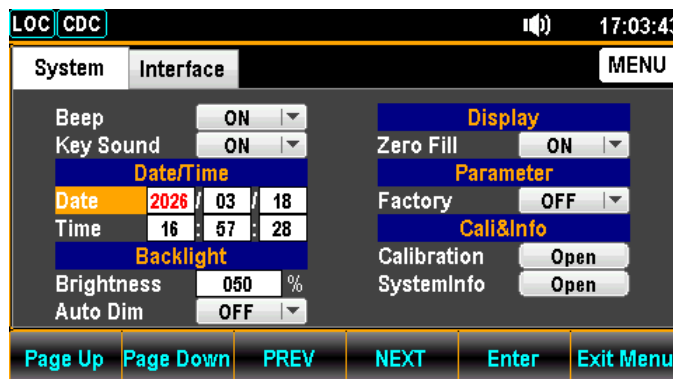 LOC CDC 17:03:43
System Interface MENU
Beep ON
Key Sound ON
Date/Time
Date 2026 / 03 / 18
Time 16 : 57 : 28
Backlight
Brightness 050 %
Auto Dim OFF
Display
Zero Fill ON
Parameter
Factory OFF
Cali&Info
Calibration Open
SystemInfo Open
Page Up Page Down PREV NEXT Enter Exit Menu